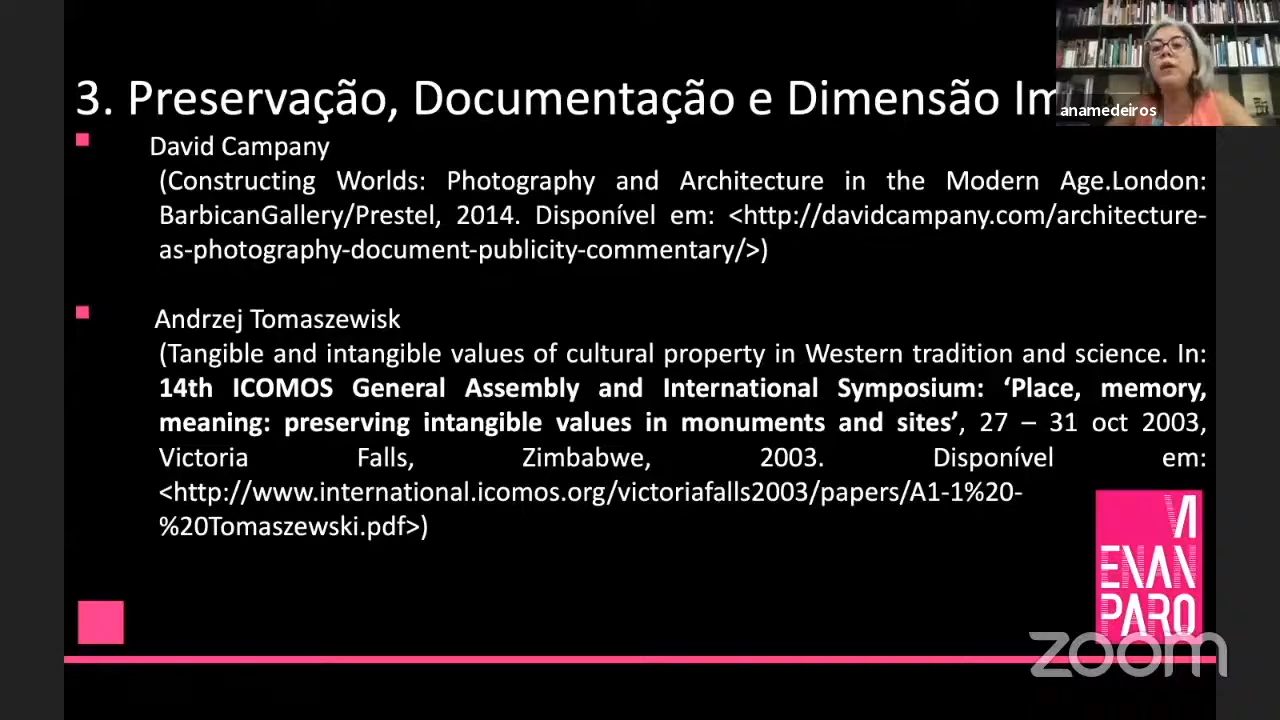 3. Preservação, Documentação e Dimensão Im
anamedeiros
David Campany
(Constructing Worlds: Photography and Architecture in the Modern Age.London:
BarbicanGallery/Prestel, 2014. Disponível em: <http://davidcampany.com/architecture-
as-photography-document-publicity-commentary/>)
Andrzej Tomaszewisk
(Tangible and intangible values of cultural property in Western tradition and science. In:
14th ICOMOS General Assembly and International Symposium: ‘Place, memory,
meaning: preserving intangible values in monuments and sites’, 27 – 31 oct 2003,
Victoria Falls, Zimbabwe, 2003. Disponível em:
<http://www.international.icomos.org/victoriafalls2003/papers/A1-1%20-
%20Tomaszewski.pdf>)
VI
ENAN
PARQ
zoom